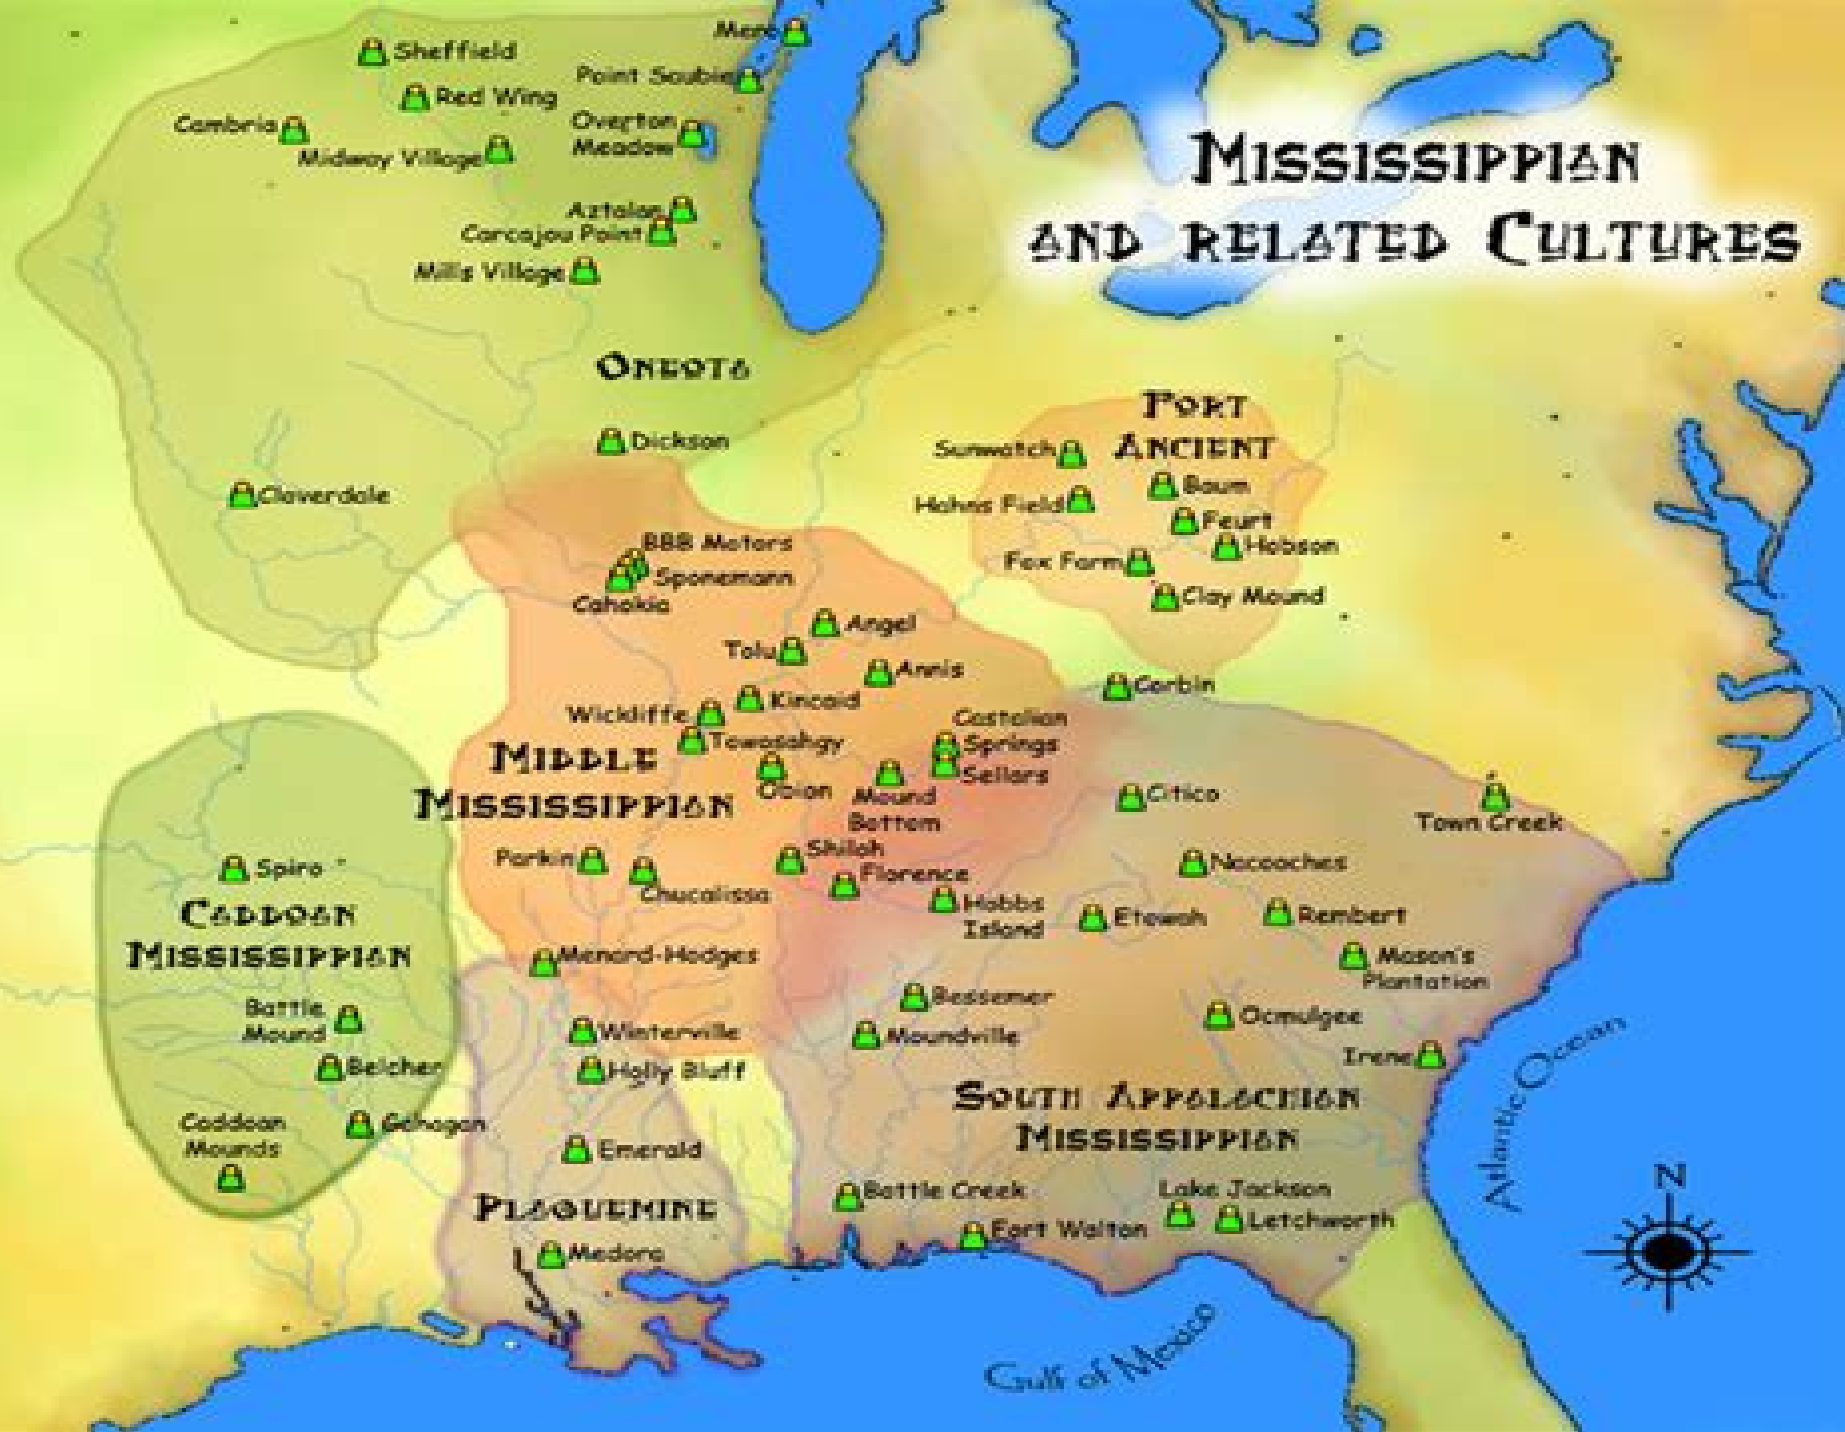 Mero
Sheffield
Point Sauble
Red Wing
Overton
Meadow
Cambria
Midway Village
Mississippian
and related Cultures
Aztalan
Carcajou Point
Mills Village
Oneota
Fort
Ancient
Dickson
Sunwatch
Baum
Cloverdale
Hahns Field
Feurt
BBB Motors
Hobson
Fox Farm
Sponemann
Cahokia
Clay Mound
Angel
Tolu
Annis
Corbin
Kincaid
Wickliffe
Castalian
Springs
Towosahgy
Middle
Mississippian
Sellars
Obion
Mound
Bottom
Citico
Town Creek
Shiloh
Parkin
Spiro
Nacooches
Florence
Chucalissa
Hobbs
Island
Caddoan
Mississippian
Etowah
Rembert
Menard-Hodges
Mason's
Plantation
Bessemer
Battle
Mound
Ocmulgee
Winterville
Moundville
Irene
Atlantic Ocean
Belcher
Holly Bluff
South Appalachian
Mississippian
Caddoan
Mounds
Gahagan
Emerald
N
Plaquemine
Bottle Creek
Lake Jackson
Letchworth
Fort Walton
Medora
Gulf of Mexico